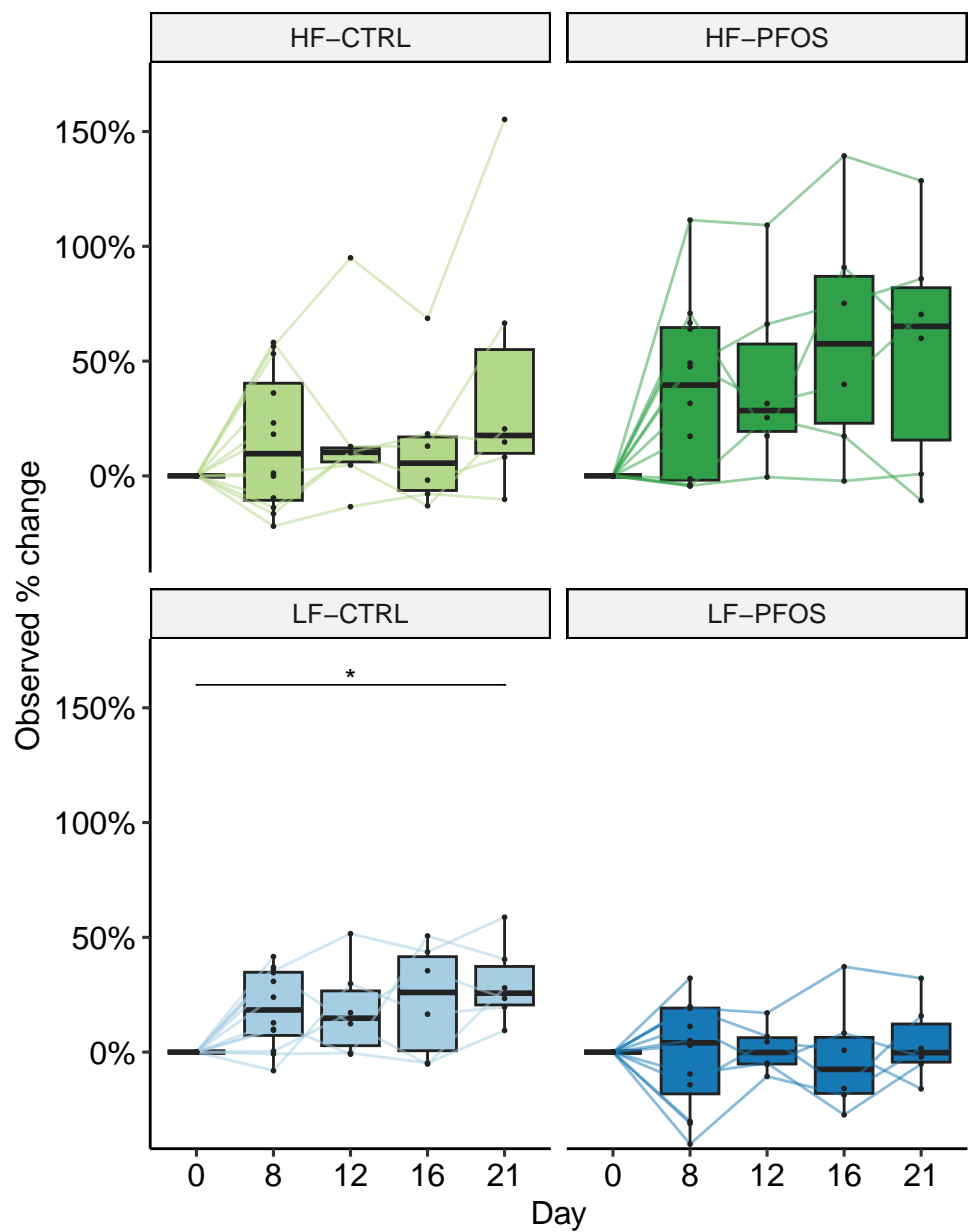 HF−CTRL HF−PFOS
150%
100%
50%
0%
LF−CTRL LF−PFOS
*
150%
100%
50%
0%
0 8 12 16 21 0 8 12 16 21
Day
Observed % change